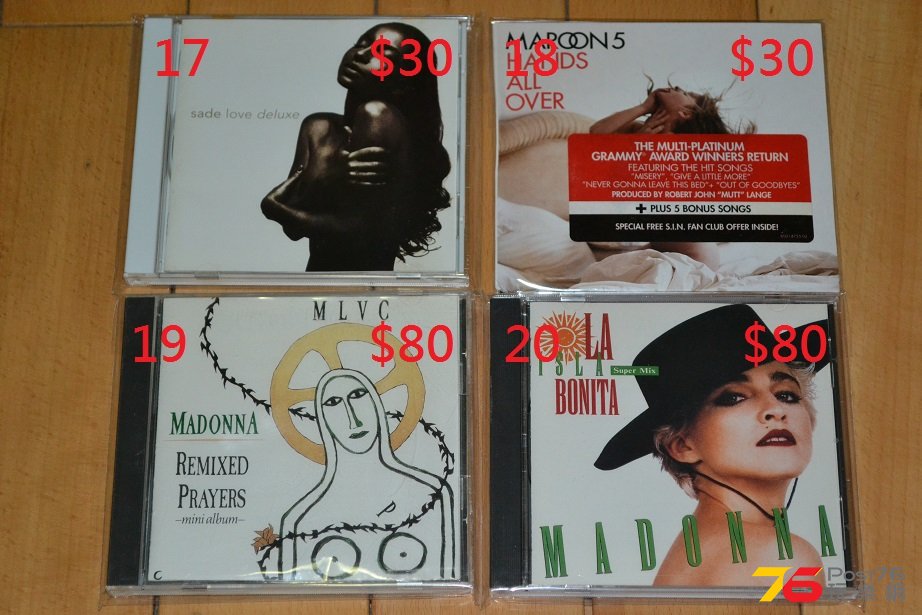 17
$30
sade love deluxe
18
$30
MAROON 5
HANDS
ALL
OVER
THE MULTI-PLATINUM
GRAMMY® AWARD WINNERS RETURN
FEATURING THE HIT SONGS
"MISERY", "GIVE A LITTLE MORE"
"NEVER GONNA LEAVE THIS BED"+ "OUT OF GOODBYES"
PRODUCED BY ROBERT JOHN "MUTT" LANGE
+ PLUS 5 BONUS SONGS
SPECIAL FREE S.I.N. FAN CLUB OFFER INSIDE!
19
$80
MLVC
MADONNA
REMIXED
PRAYERS
–mini album–
P
C
20
$80
LA
ISLA
Super Mix
BONITA
MADONNA
76